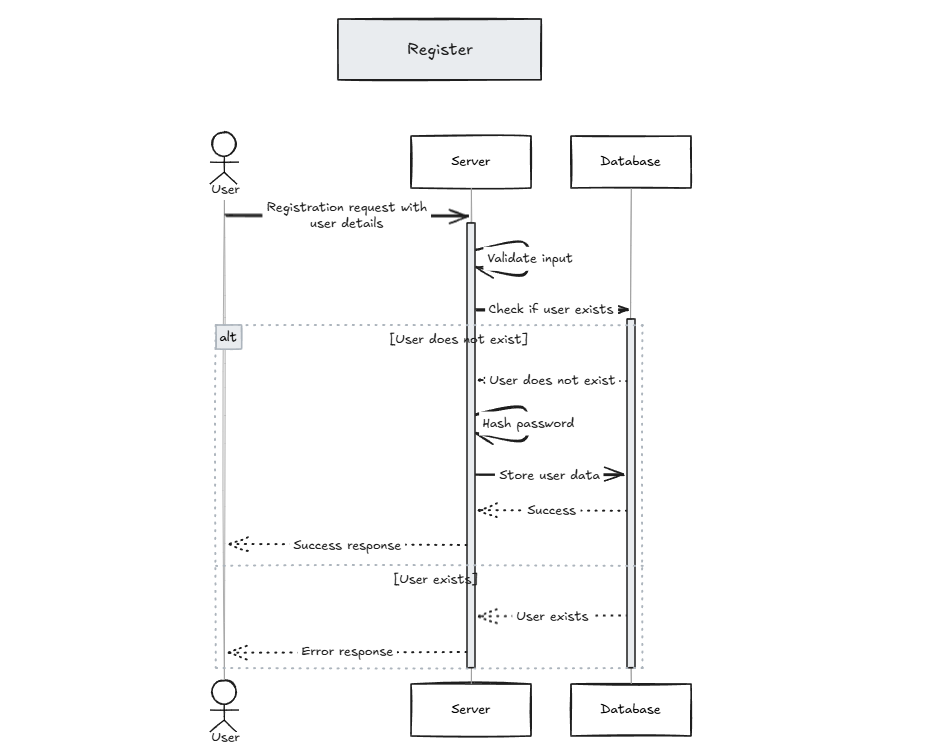 Register
User
Server
Database
Registration request with
user details
Validate input
Check if user exists
alt
[User does not exist]
User does not exist
Hash password
Store user data
Success
Success response
[User exists]
User exists
Error response
User
Server
Database